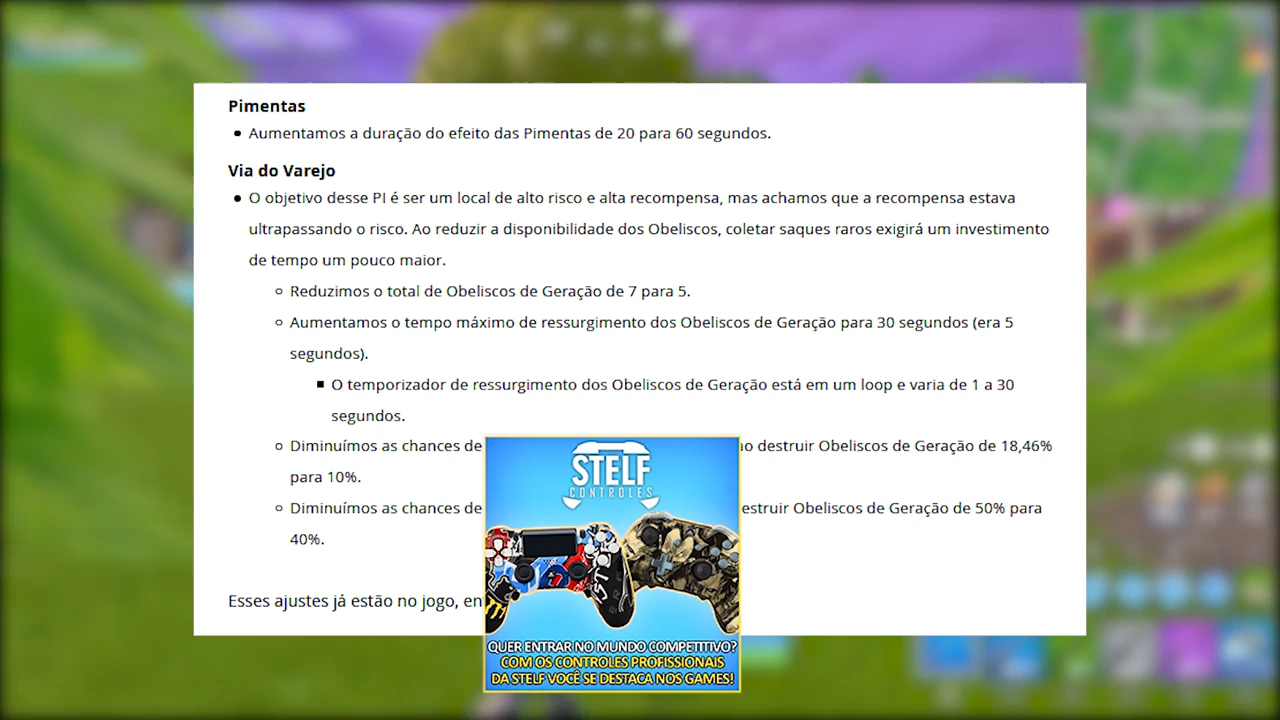 Pimentas
• Aumentamos a duração do efeito das Pimentas de 20 para 60 segundos.
Via do Varejo
• O objetivo desse PI é ser um local de alto risco e alta recompensa, mas achamos que a recompensa estava
ultrapassando o risco. Ao reduzir a disponibilidade dos Obeliscos, coletar saques raros exigirá um investimento
de tempo um pouco maior.
○ Reduzimos o total de Obeliscos de Geração de 7 para 5.
○ Aumentamos o tempo máximo de ressurgimento dos Obeliscos de Geração para 30 segundos (era 5
segundos).
■ O temporizador de ressurgimento dos Obeliscos de Geração está em um loop e varia de 1 a 30
segundos.
○ Diminuímos as chances de destruir Obeliscos de Geração de 18,46%
para 10%.
○ Diminuímos as chances de estruir Obeliscos de Geração de 50% para
40%.
Esses ajustes já estão no jogo, en
STELF
CONTROLES
QUER ENTRAR NO MUNDO COMPETITIVO?
COM OS CONTROLES PROFISSIONAIS
DA STELF VOCÊ SE DESTACA NOS GAMES!